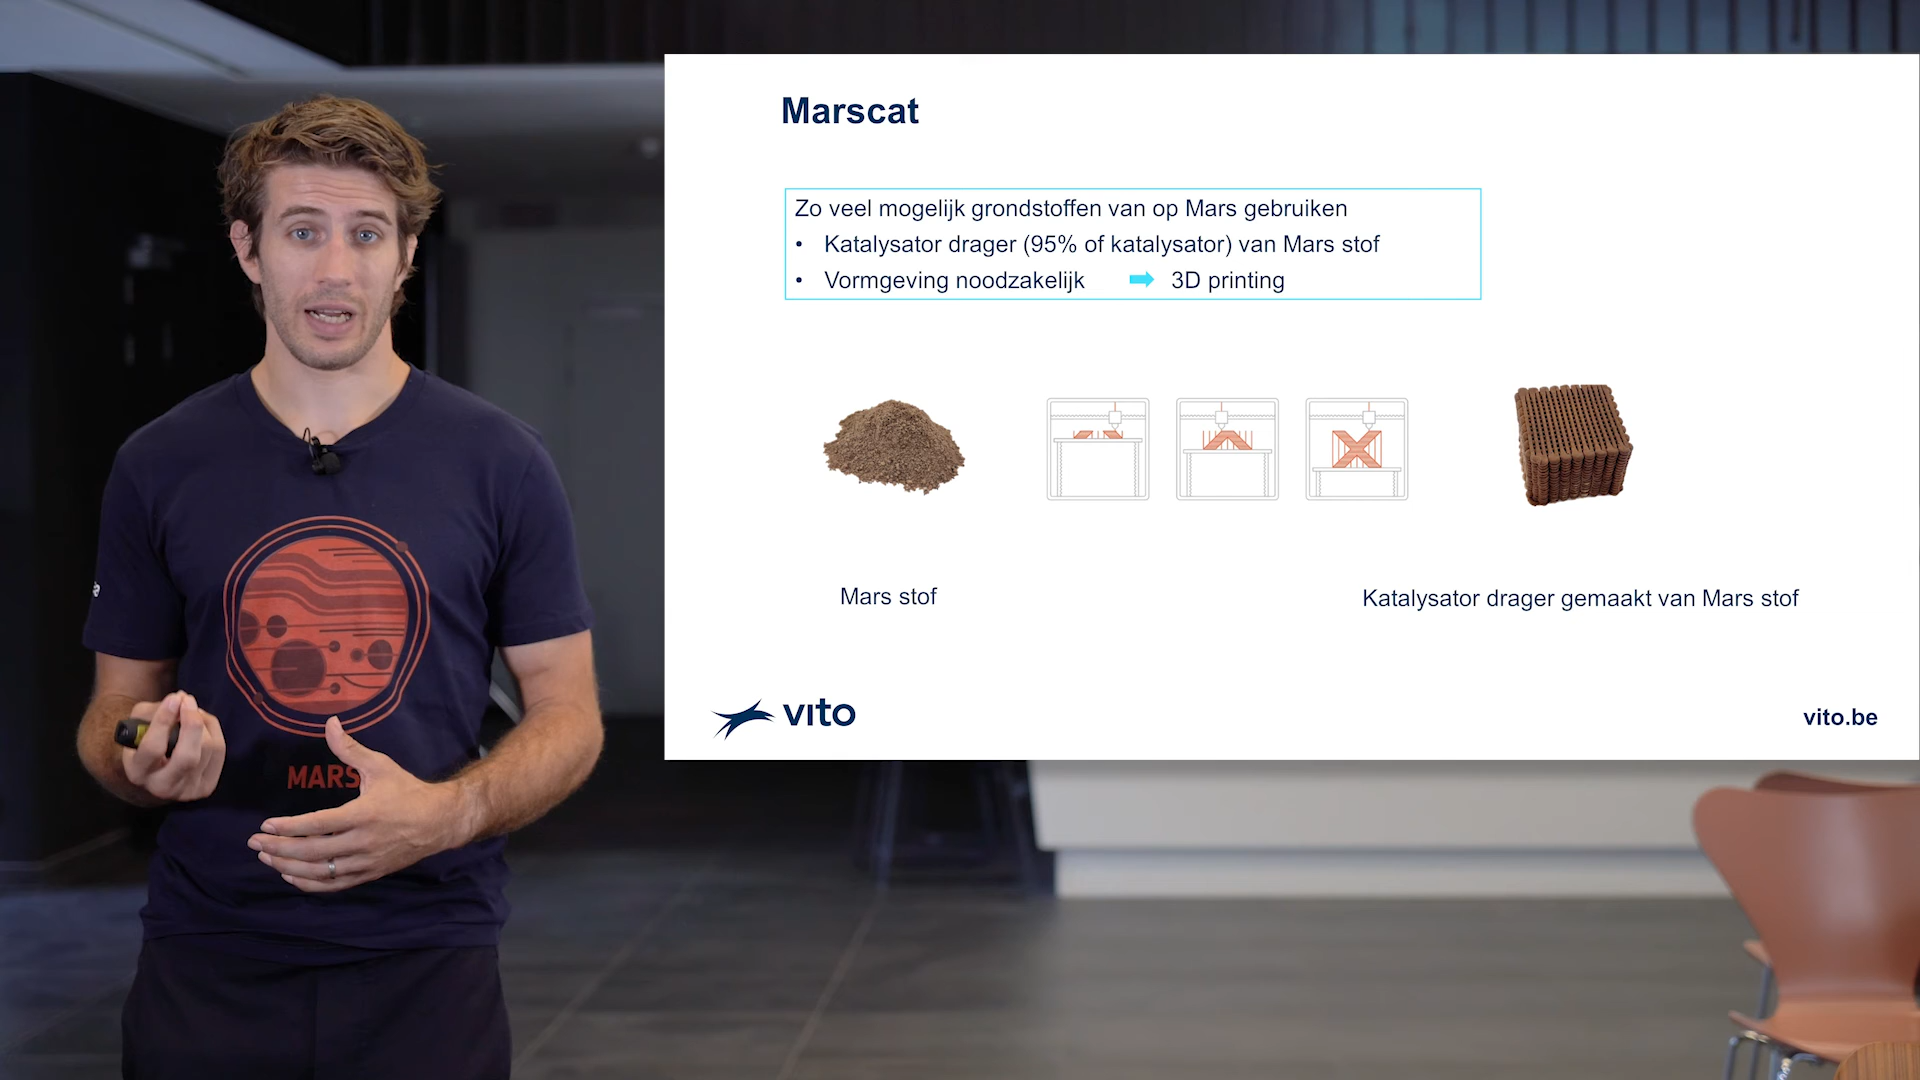 Marscat
Zo veel mogelijk grondstoffen van op Mars gebruiken
• Katalysator drager (95% of katalysator) van Mars stof
• Vormgeving noodzakelijk ➡ 3D printing
Mars stof
Katalysator drager gemaakt van Mars stof
vito
vito.be
MARS